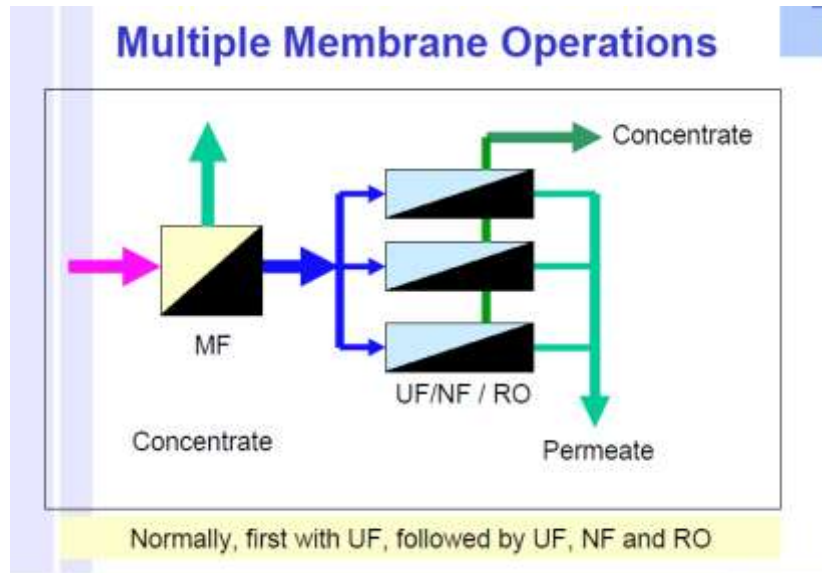 Multiple Membrane Operations
Concentrate
MF
UF/NF / RO
Concentrate
Permeate
Normally, first with UF, followed by UF, NF and RO